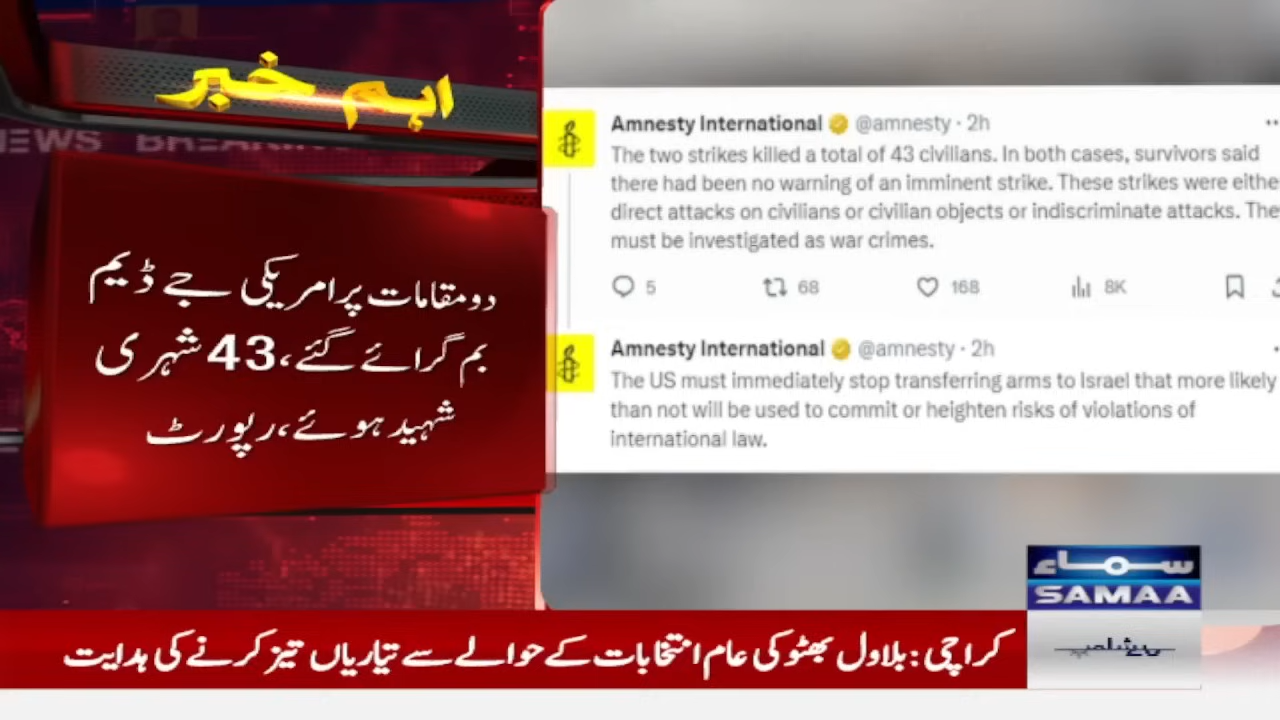 اہم خبر
NEWS BREAKIN
دو مقامات پر امریکی جے ڈیم
بم گرائے گئے، 43 شہری
شہید ہوئے، رپورٹ
Amnesty International @amnesty · 2h
The two strikes killed a total of 43 civilians. In both cases, survivors said
there had been no warning of an imminent strike. These strikes were eithe
direct attacks on civilians or civilian objects or indiscriminate attacks. The
must be investigated as war crimes.
5 68 168 8K
Amnesty International @amnesty · 2h
The US must immediately stop transferring arms to Israel that more likely
than not will be used to commit or heighten risks of violations of
international law.
سماء
SAMAA
کراچی: بلاول بھٹو کی عام انتخابات کے حوالے سے تیاریاں تیز کرنے کی ہدایت